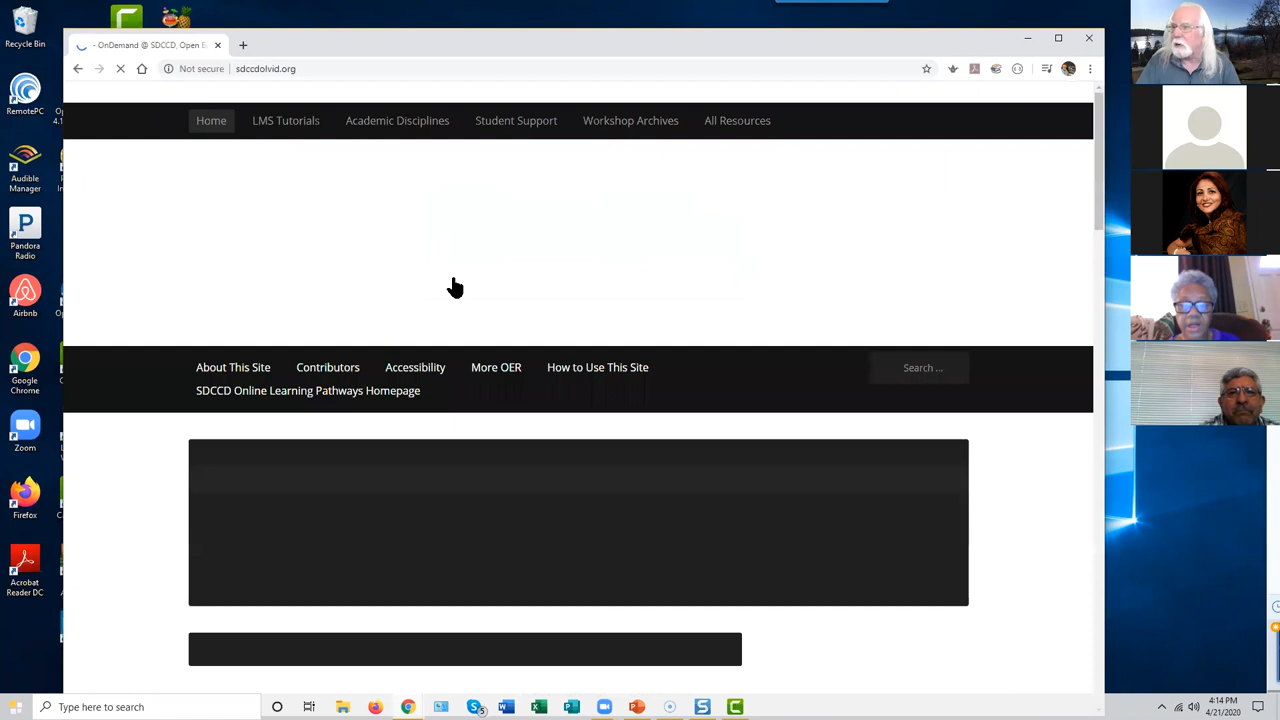 Recycle Bin
RemotePC
Audible
Manager
Pandora
Radio
Airbnb
Google
Chrome
Zoom
Firefox
Acrobat
Reader DC
- OnDemand @ SDCCD, Open E
Not secure | sdccdolvid.org
Home
LMS Tutorials
Academic Disciplines
Student Support
Workshop Archives
All Resources
About This Site
Contributors
Accessibility
More OER
How to Use This Site
Search ...
SDCCD Online Learning Pathways Homepage
Type here to search
4:14 PM
4/21/2020